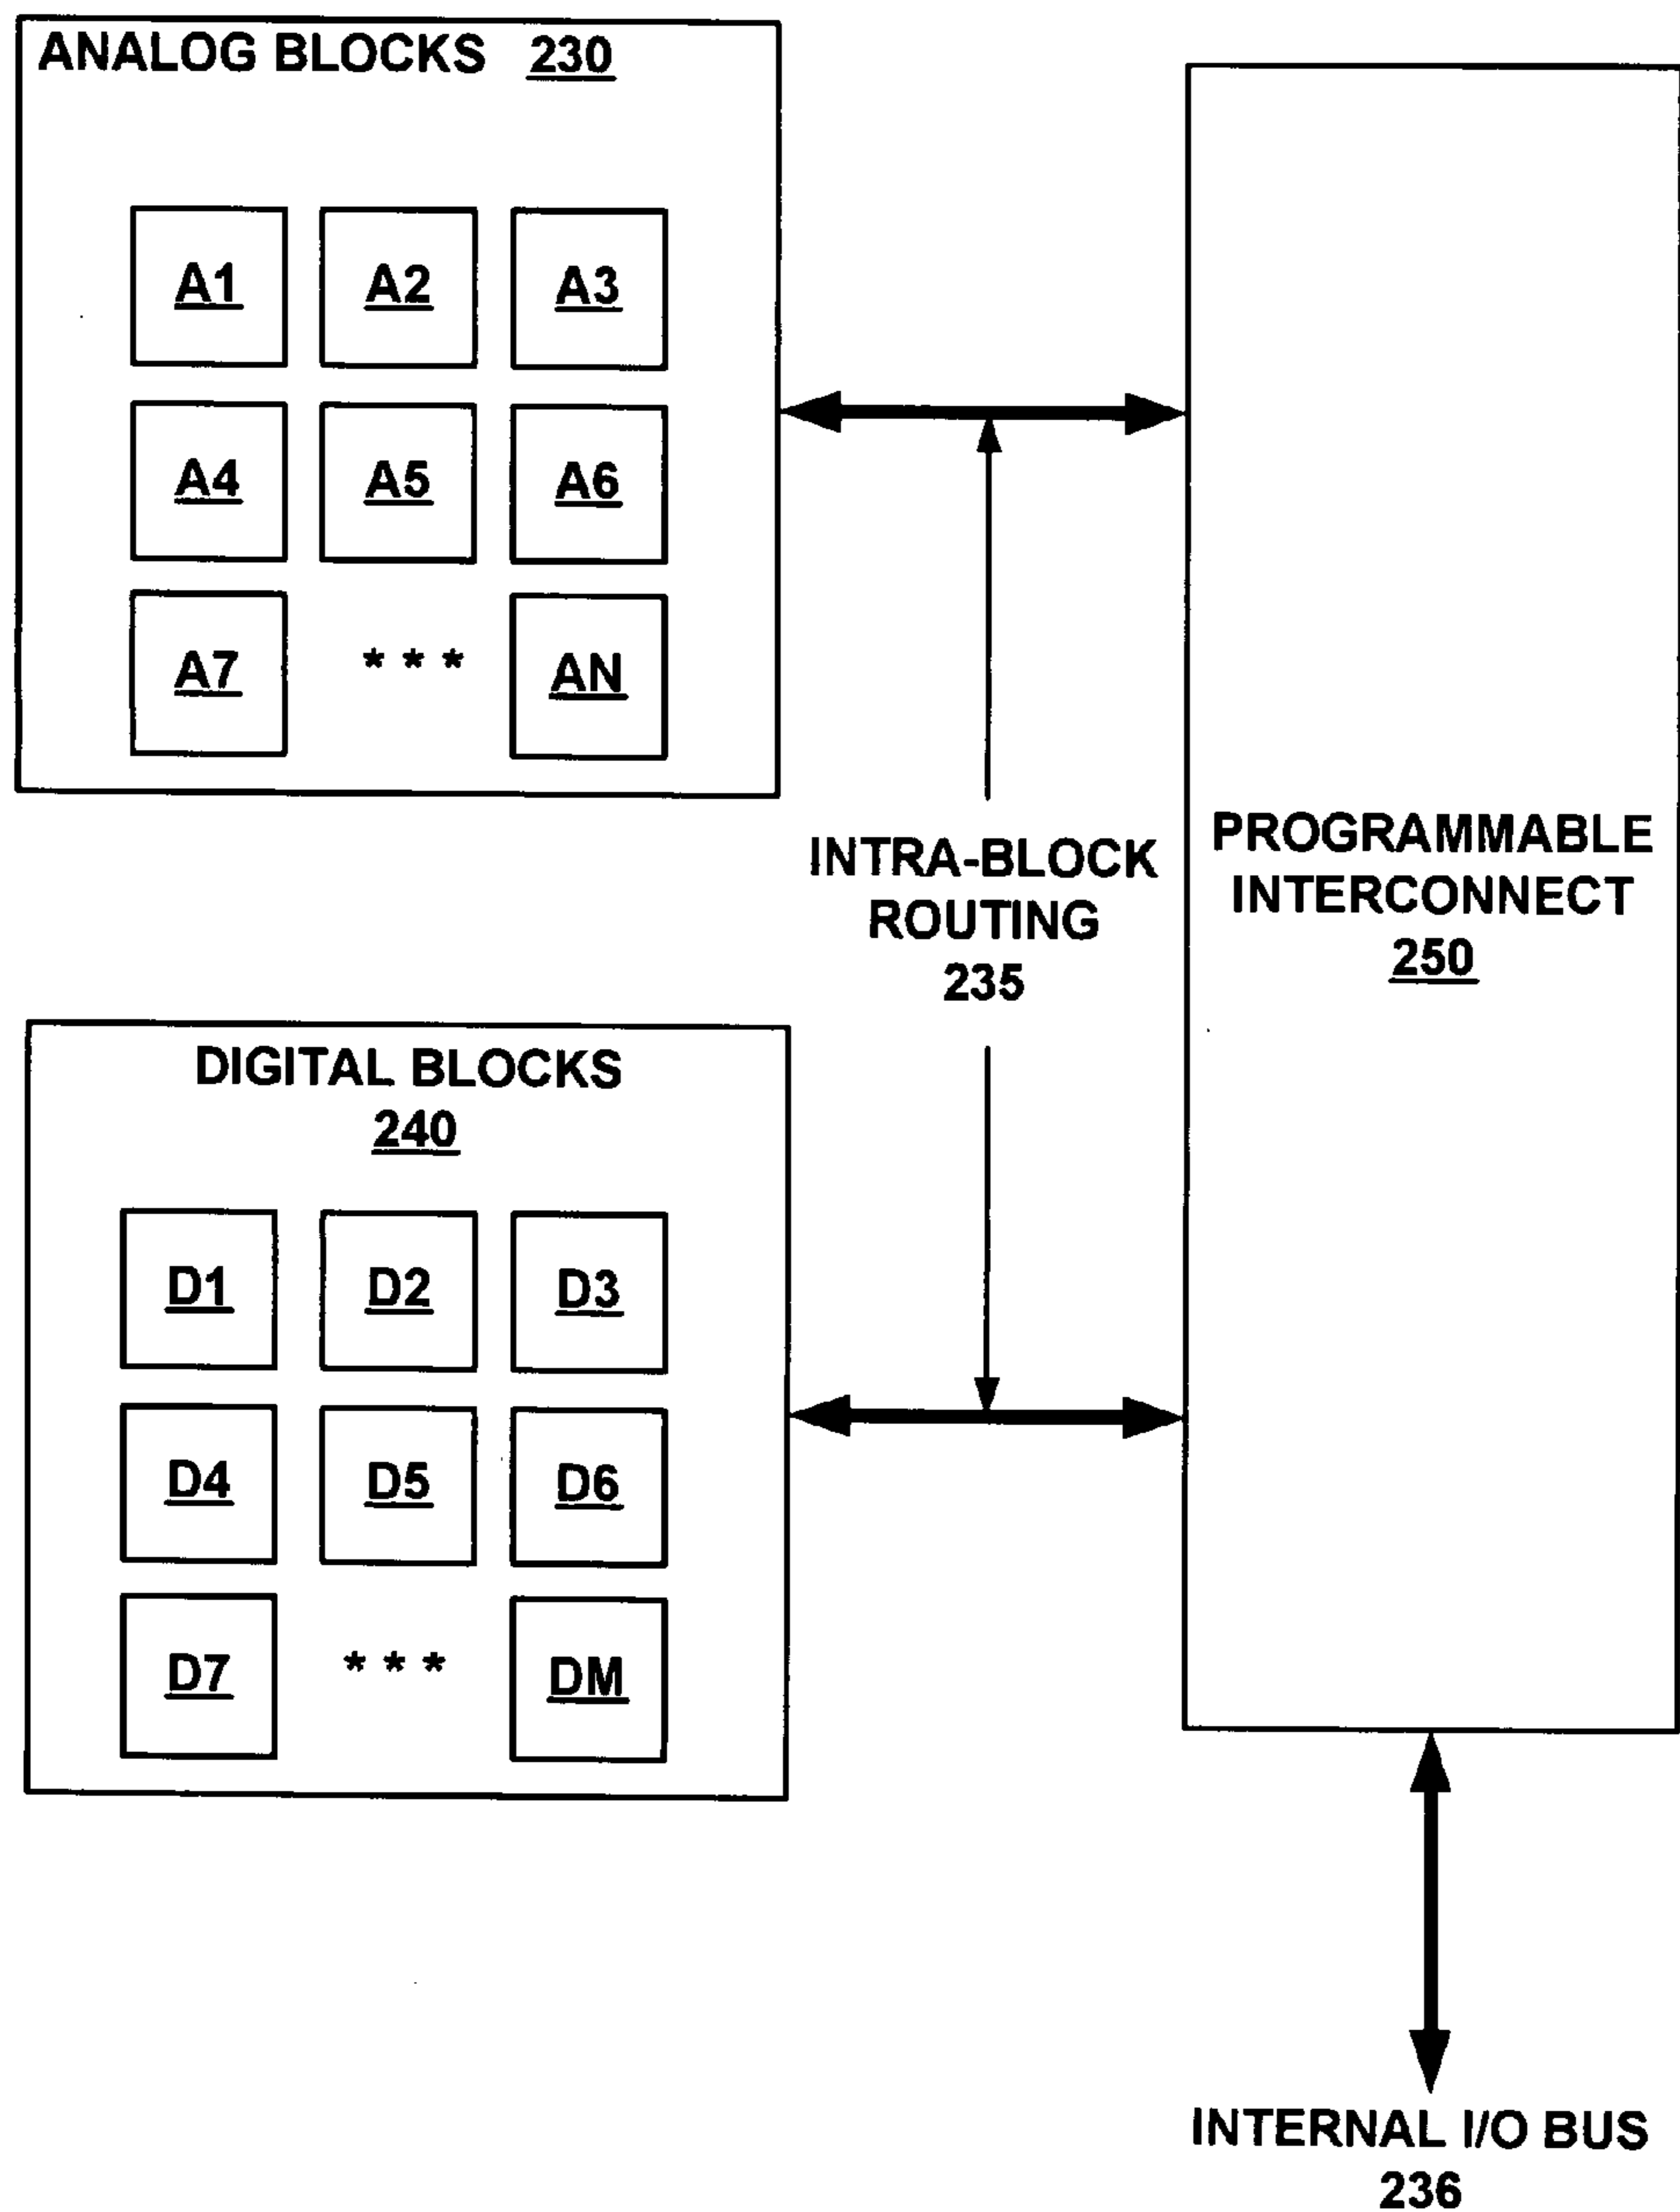 ANALOG BLOCKS 230
A1 A2 A3
A4 A5 A6
A7 * * * AN
INTRA-BLOCK
ROUTING
235
PROGRAMMABLE
INTERCONNECT
250
DIGITAL BLOCKS
240
D1 D2 D3
D4 D5 D6
D7 * * * DM
INTERNAL I/O BUS
236